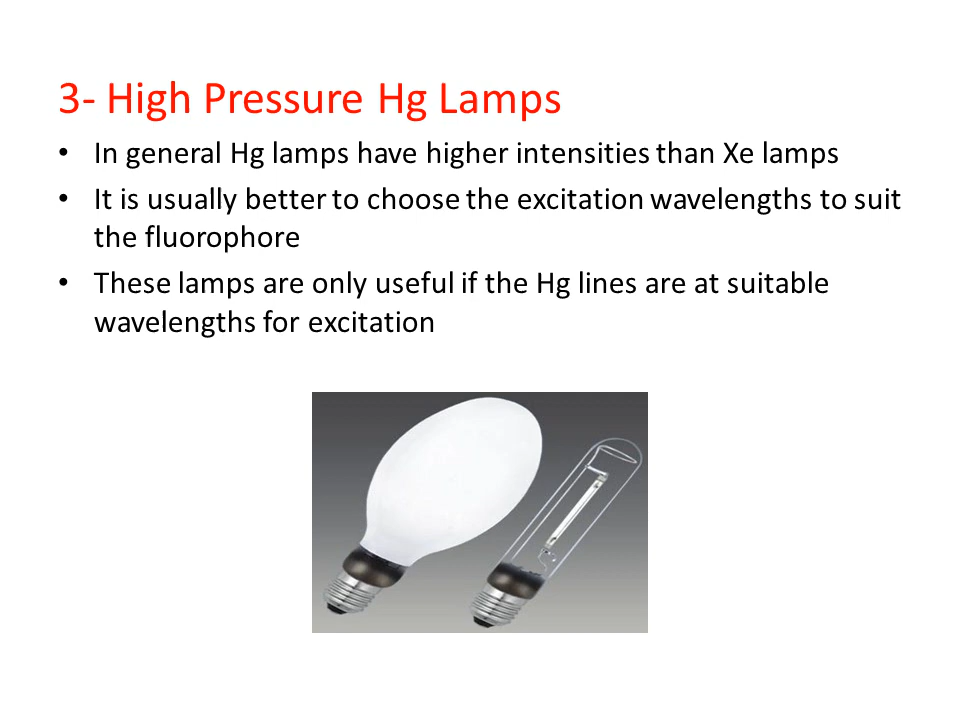 3- High Pressure Hg Lamps
• In general Hg lamps have higher intensities than Xe lamps
• It is usually better to choose the excitation wavelengths to suit
the fluorophore
• These lamps are only useful if the Hg lines are at suitable
wavelengths for excitation